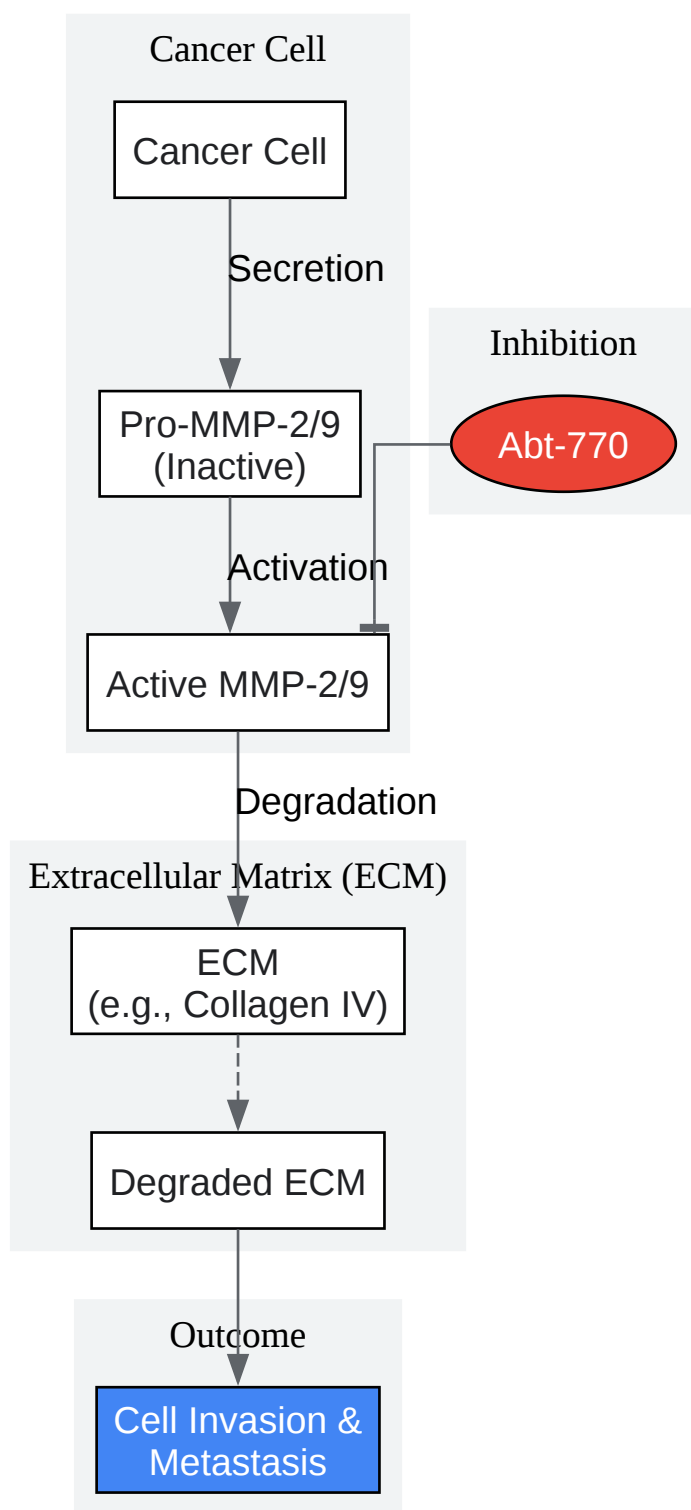 Cancer Cell
Cancer Cell
Secretion
Inhibition
Pro-MMP-2/9
(Inactive)
Abt-770
Activation
Active MMP-2/9
Degradation
Extracellular Matrix (ECM)
ECM
(e.g., Collagen IV)
Degraded ECM
Outcome
Cell Invasion &
Metastasis